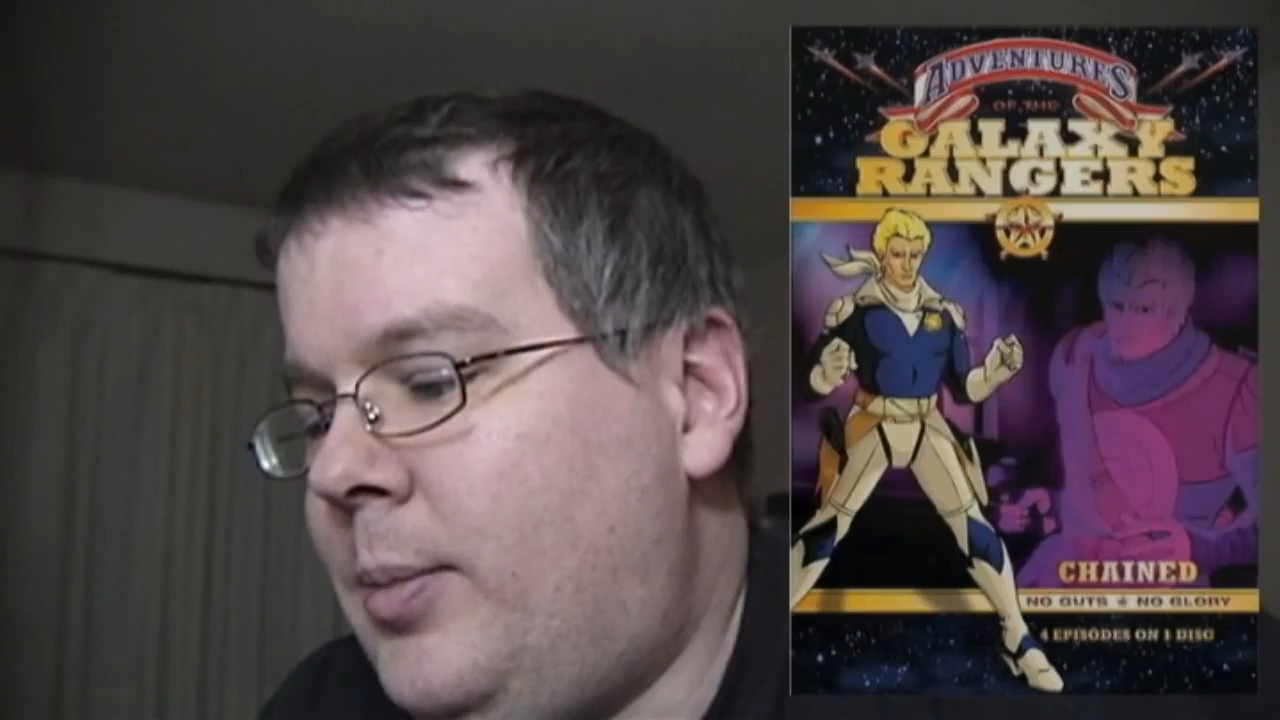 ADVENTURES
OF THE
GALAXY
RANGERS
CHAINED
NO GUTS ★ NO GLORY
4 EPISODES ON 1 DISC